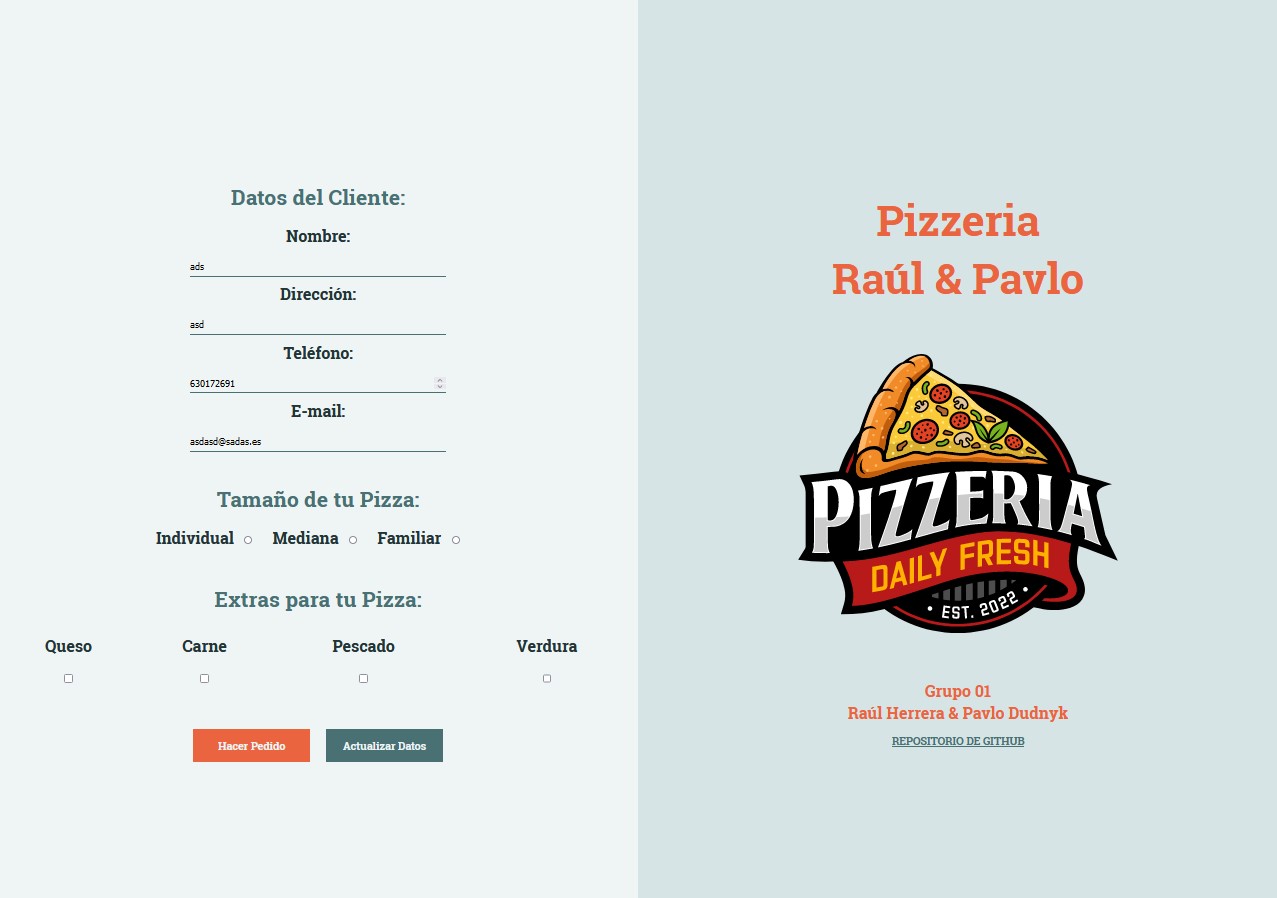 Datos del Cliente:
Nombre:
ads
Dirección:
asd
Teléfono:
630172691
E-mail:
asdasd@sadas.es
Tamaño de tu Pizza:
Individual Mediana Familiar
Extras para tu Pizza:
Queso Carne Pescado Verdura
Hacer Pedido Actualizar Datos
Pizzeria
Raúl & Pavlo
PIZZERIA
DAILY FRESH
• EST. 2022 •
Grupo 01
Raúl Herrera & Pavlo Dudnyk
REPOSITORIO DE GITHUB